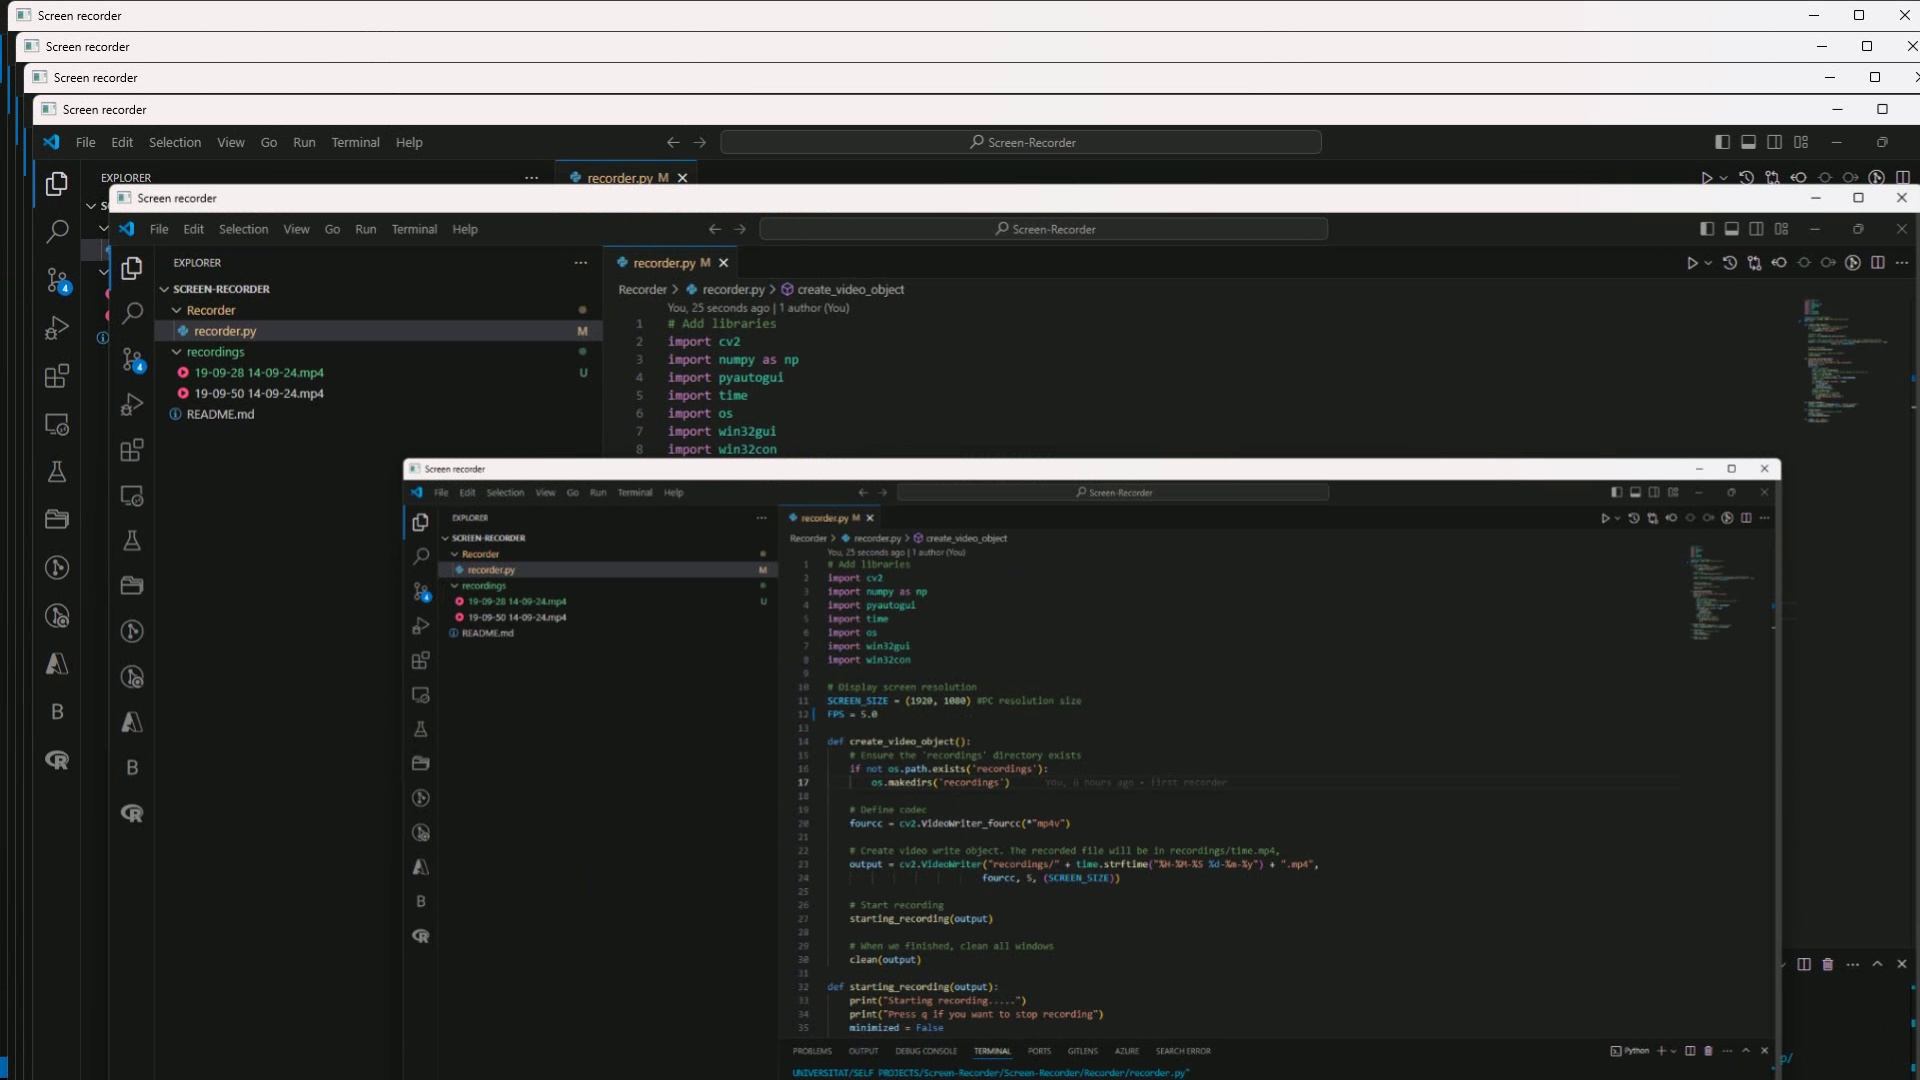 Screen recorder
Screen recorder
Screen recorder
Screen recorder
File Edit Selection View Go Run Terminal Help Screen-Recorder
EXPLORER recorder.py M
Screen recorder
File Edit Selection View Go Run Terminal Help Screen-Recorder
EXPLORER recorder.py M
SCREEN-RECORDER Recorder > recorder.py > create_video_object
Recorder You, 25 seconds ago | 1 author (You)
1 # Add libraries
recorder.py M
2 import cv2
recordings
3 import numpy as np
19-09-28 14-09-24.mp4 U
4 import pyautogui
19-09-50 14-09-24.mp4
5 import time
README.md
6 import os
7 import win32gui
8 import win32con
4
4
B
B
Screen recorder
File Edit Selection View Go Run Terminal Help Screen-Recorder
EXPLORER recorder.py M
SCREEN-RECORDER Recorder > recorder.py > create_video_object
Recorder
recorder.py M
recordings
19-09-28 14-09-24.mp4 U
19-09-50 14-09-24.mp4
README.md
4
B
You, 25 seconds ago | 1 author (You)
1 # Add libraries
2 import cv2
3 import numpy as np
4 import pyautogui
5 import time
6 import os
7 import win32gui
8 import win32con
9
10 # Display screen resolution
11 SCREEN_SIZE = (1920, 1080) #PC resolution size
12 FPS = 5.0
13
14 def create_video_object():
15 # Ensure the 'recordings' directory exists
16 if not os.path.exists('recordings'):
17 os.makedirs('recordings') You, 6 hours ago • first recorder
18
19 # Define codec
20 fourcc = cv2.VideoWriter_fourcc(*"mp4v")
21
22 # Create video write object. The recorded file will be in recordings/time.mp4,
23 output = cv2.VideoWriter("recordings/" + time.strftime("%H-%M-%S %d-%m-%y") + ".mp4",
24 fourcc, 5, (SCREEN_SIZE))
25
26 # Start recording
27 starting_recording(output)
28
29 # When we finished, clean all windows
30 clean(output)
31
32 def starting_recording(output):
33 print("Starting recording.....")
34 print("Press q if you want to stop recording")
35 minimized = False
PROBLEMS OUTPUT DEBUG CONSOLE TERMINAL PORTS GITLENS AZURE SEARCH ERROR Python
UNIVERSITAT/SELF PROJECTS/Screen-Recorder/Screen-Recorder/Recorder/recorder.py"